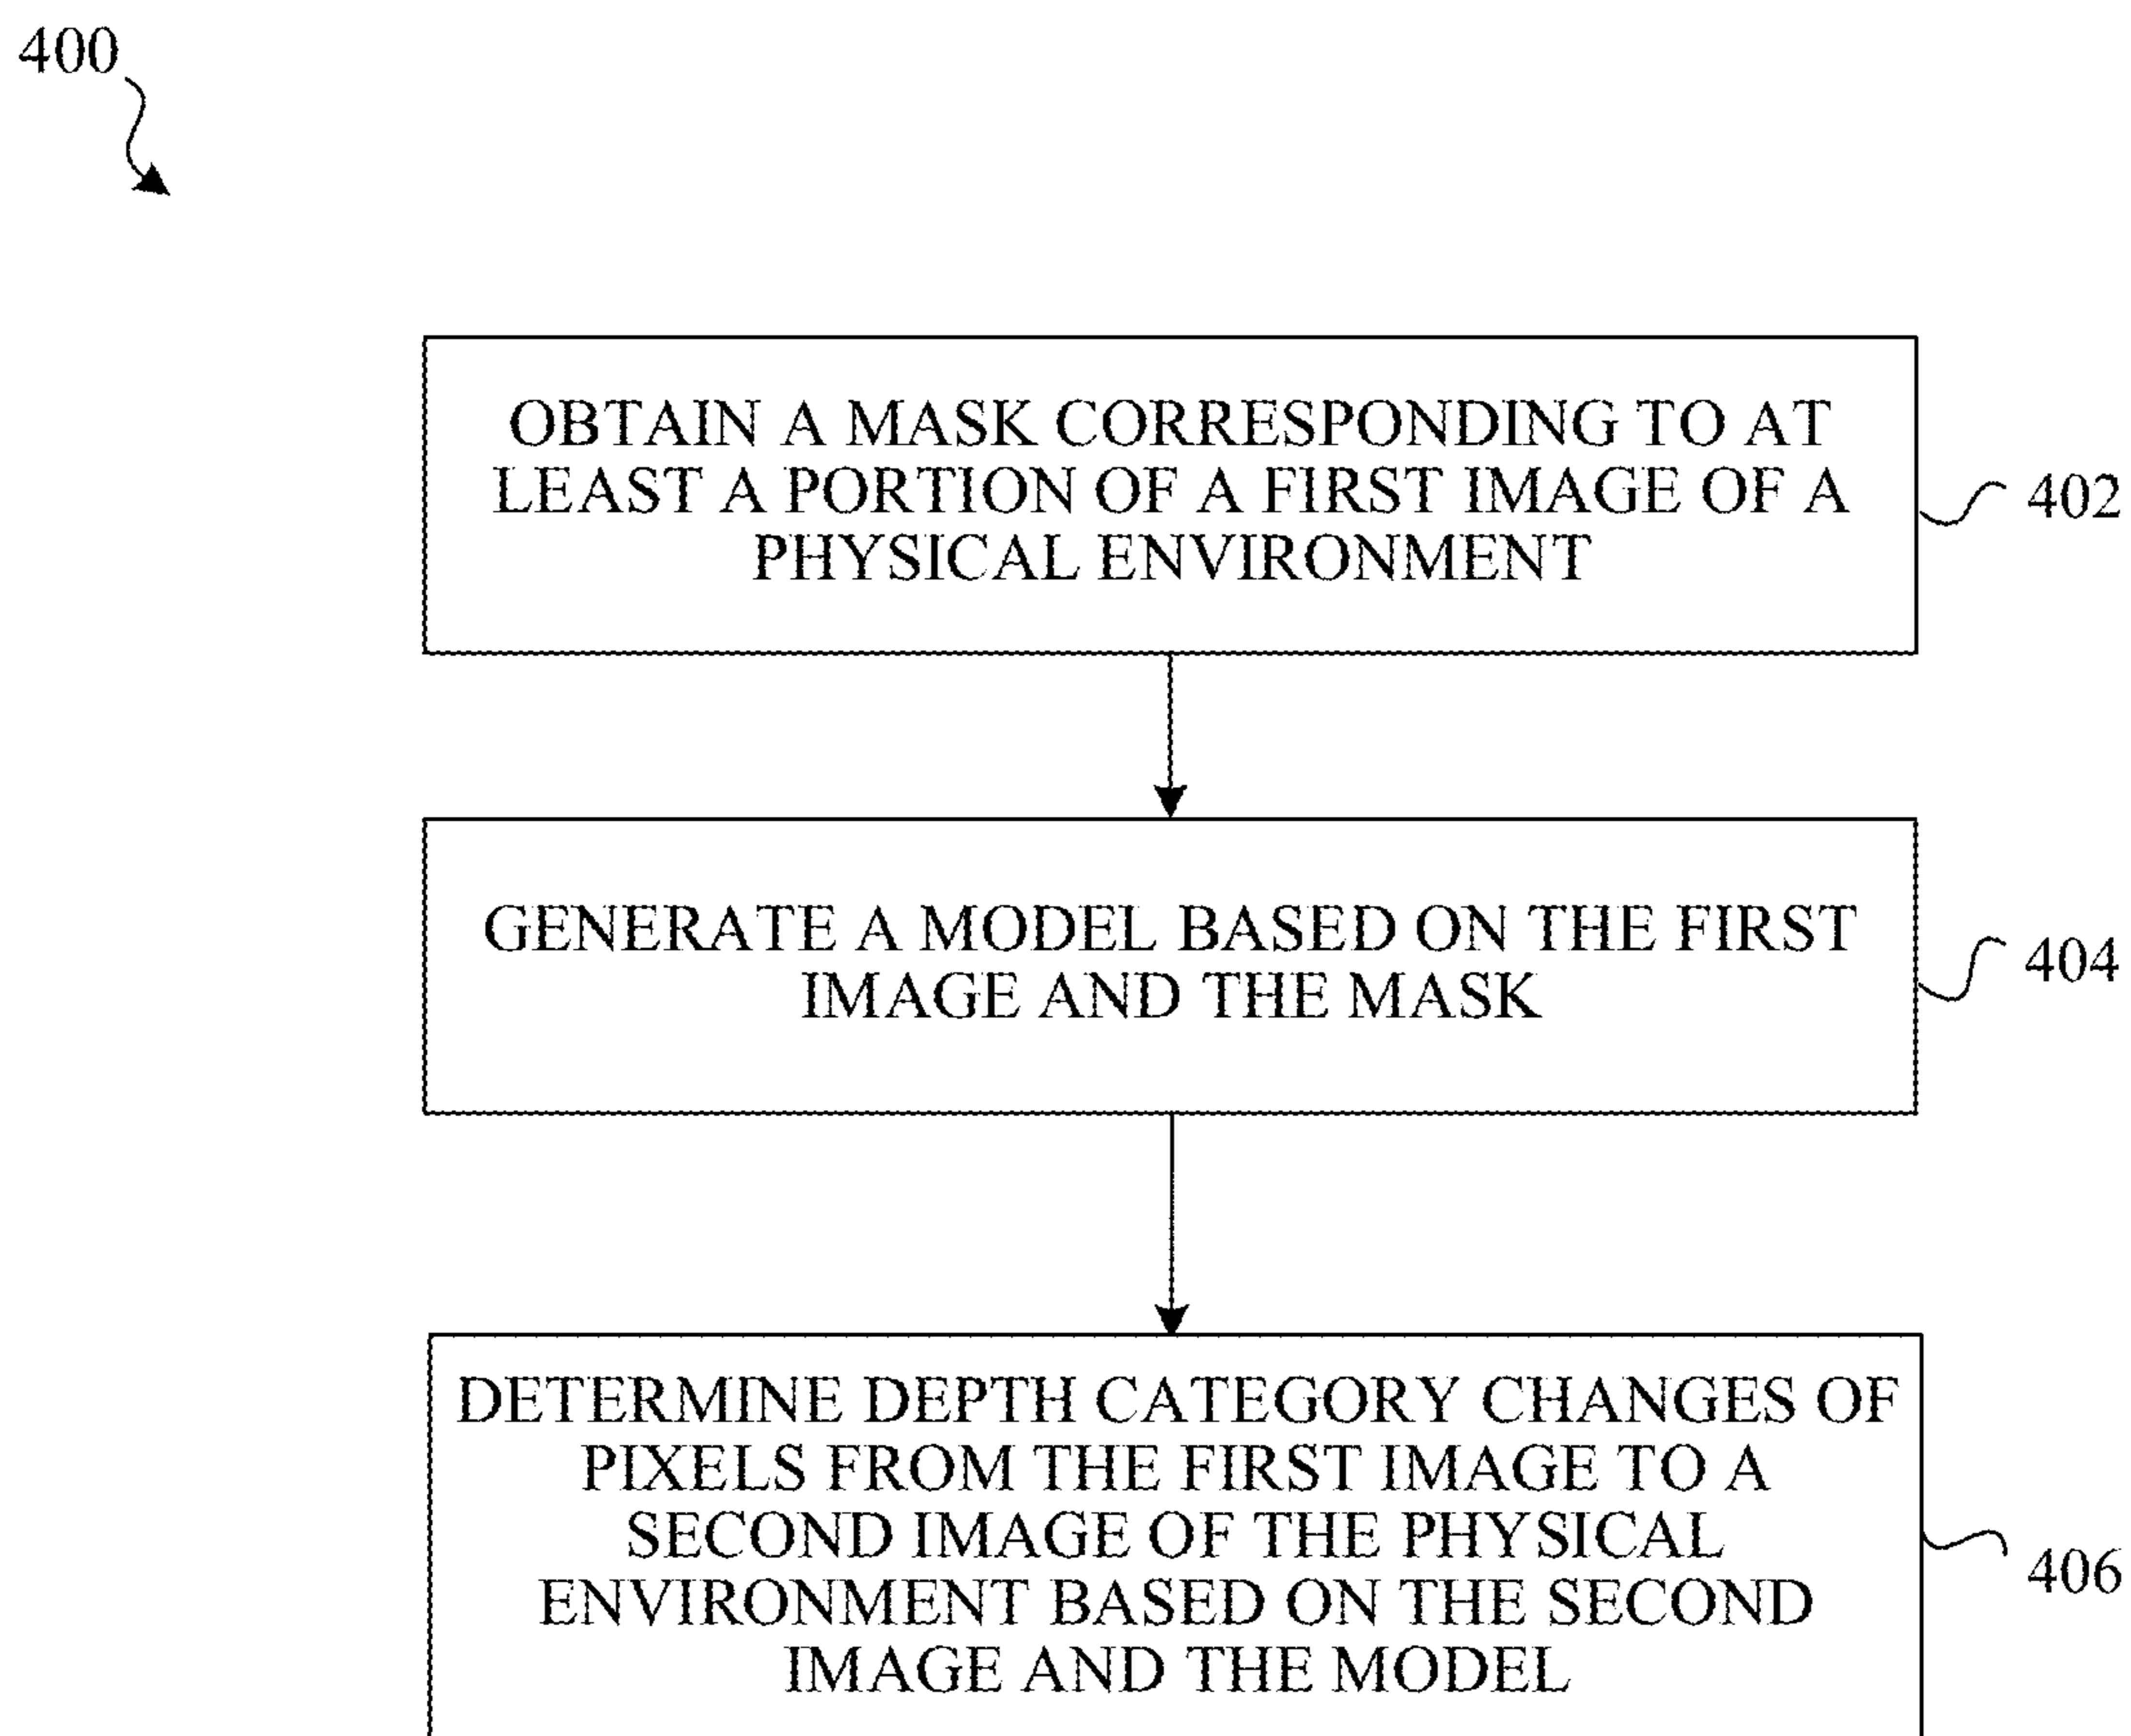 400
OBTAIN A MASK CORRESPONDING TO AT
LEAST A PORTION OF A FIRST IMAGE OF A
PHYSICAL ENVIRONMENT
402
GENERATE A MODEL BASED ON THE FIRST
IMAGE AND THE MASK
404
DETERMINE DEPTH CATEGORY CHANGES OF
PIXELS FROM THE FIRST IMAGE TO A
SECOND IMAGE OF THE PHYSICAL
ENVIRONMENT BASED ON THE SECOND
IMAGE AND THE MODEL
406